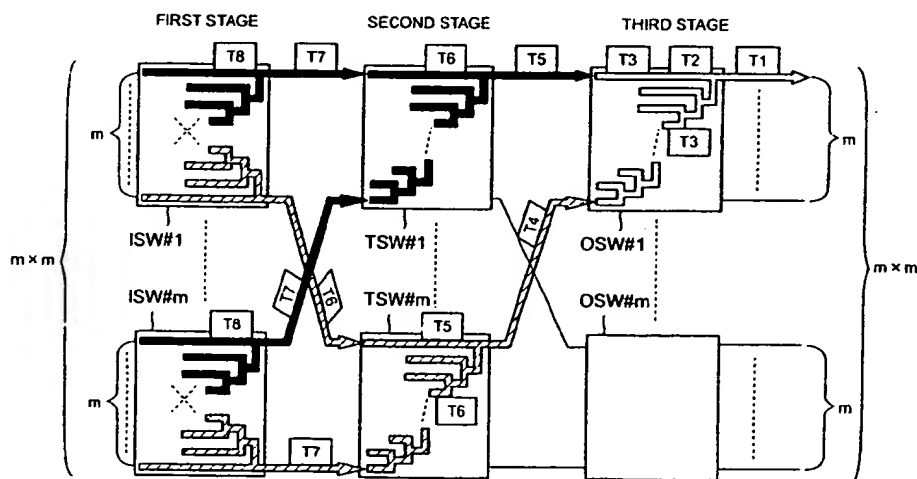 FIRST STAGE SECOND STAGE THIRD STAGE
T8 T7 T6 T5 T3 T2 T1
m m
T3
ISW#1 TSW#1 T4 OSW#1
m × m m × m
T7 T6
ISW#m TSW#m OSW#m
T8 T5
m m
T6
T7